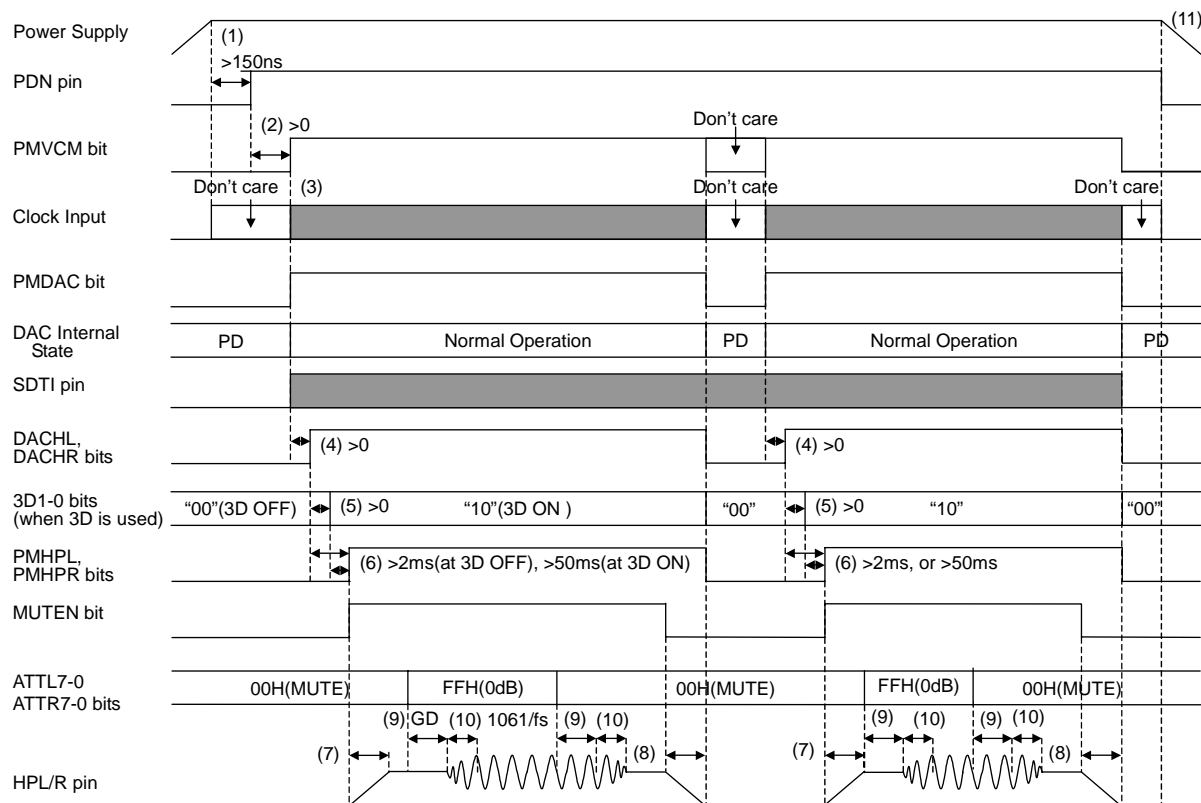 Power Supply (1) (11)
>150ns
PDN pin
(2) >0 Don't care
PMVCM bit
Don't care (3) Don't care Don't care
Clock Input
PMDAC bit
DAC Internal
State
PD Normal Operation PD Normal Operation PD
SDTI pin
DACHL,
DACHR bits
(4) >0 (4) >0
3D1-0 bits
(when 3D is used)
“00”(3D OFF) (5) >0 “10”(3D ON ) “00” (5) >0 “10” “00”
PMHPL,
PMHPR bits
(6) >2ms(at 3D OFF), >50ms(at 3D ON) (6) >2ms, or >50ms
MUTEN bit
ATTL7-0
ATTR7-0 bits
00H(MUTE) FFH(0dB) 00H(MUTE) FFH(0dB) 00H(MUTE)
(9) GD (10) 1061/fs (9) (10) (9) (10) (9) (10)
(7) (8) (7) (8)
HPL/R pin